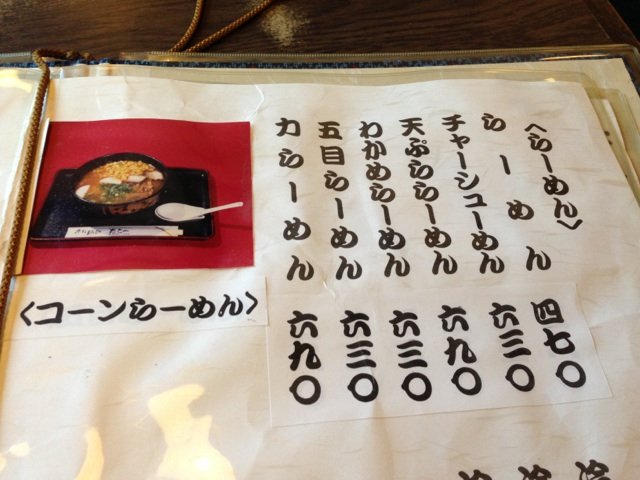 〈らーめん〉
らーめん
チャーシューめん
天ぷららーめん
わかめらーめん
五目らーめん
力らーめん
四七〇
六三〇
六九〇
六三〇
六三〇
六九〇
〈コーンらーめん〉